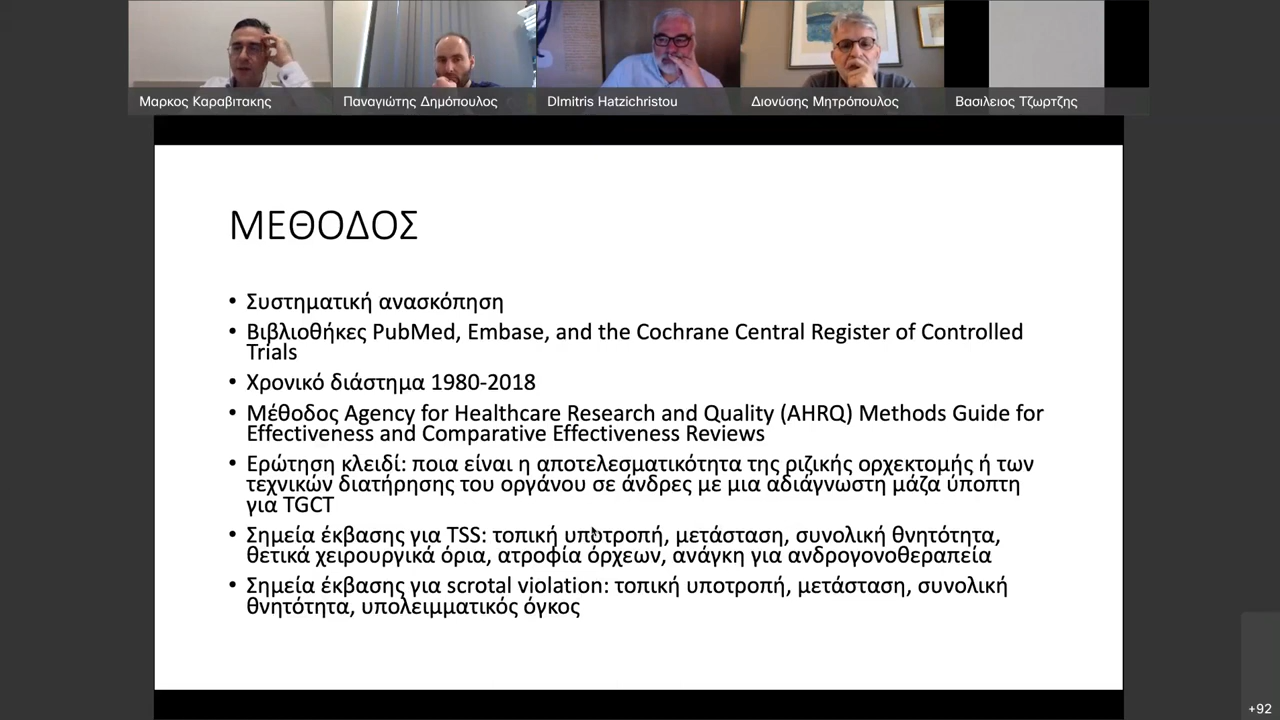 Μαρκος Καραβιτακης
Παναγιώτης Δημόπουλος
DImitris Hatzichristou
Διονύσης Μητρόπουλος
Βασιλειος Τζωρτζης
ΜΕΘΟΔΟΣ
• Συστηματική ανασκόπηση
• Βιβλιοθήκες PubMed, Embase, and the Cochrane Central Register of Controlled
Trials
• Χρονικό διάστημα 1980-2018
• Μέθοδος Agency for Healthcare Research and Quality (AHRQ) Methods Guide for
Effectiveness and Comparative Effectiveness Reviews
• Ερώτηση κλειδί: ποια είναι η αποτελεσματικότητα της ριζικής ορχεκτομής ή των
τεχνικών διατήρησης του οργάνου σε άνδρες με μια αδιάγνωστη μάζα ύποπτη
για TGCT
• Σημεία έκβασης για TSS: τοπική υποτροπή, μετάσταση, συνολική θνητότητα,
θετικά χειρουργικά όρια, ατροφία όρχεων, ανάγκη για ανδρογονοθεραπεία
• Σημεία έκβασης για scrotal violation: τοπική υποτροπή, μετάσταση, συνολική
θνητότητα, υπολειμματικός όγκος
+92